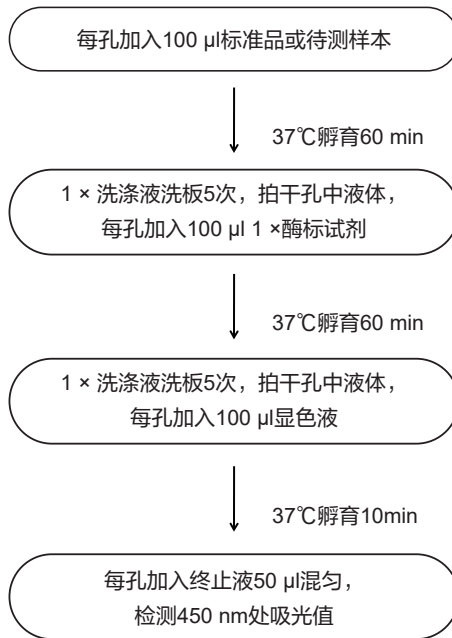 每孔加入100 µl标准品或待测样本
37℃孵育60 min
1 × 洗涤液洗板5次，拍干孔中液体，
每孔加入100 µl 1 ×酶标试剂
37℃孵育60 min
1 × 洗涤液洗板5次，拍干孔中液体，
每孔加入100 µl显色液
37℃孵育10min
每孔加入终止液50 µl混匀，
检测450 nm处吸光值